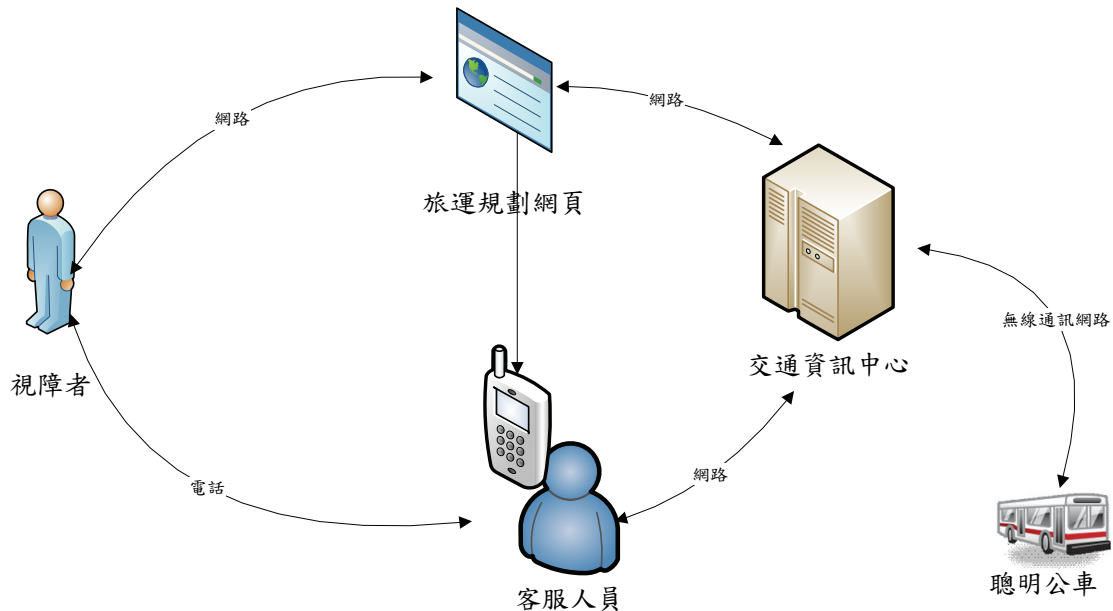 網路
網路
旅運規劃網頁
無線通訊網路
交通資訊中心
視障者
網路
電話
聰明公車
客服人員